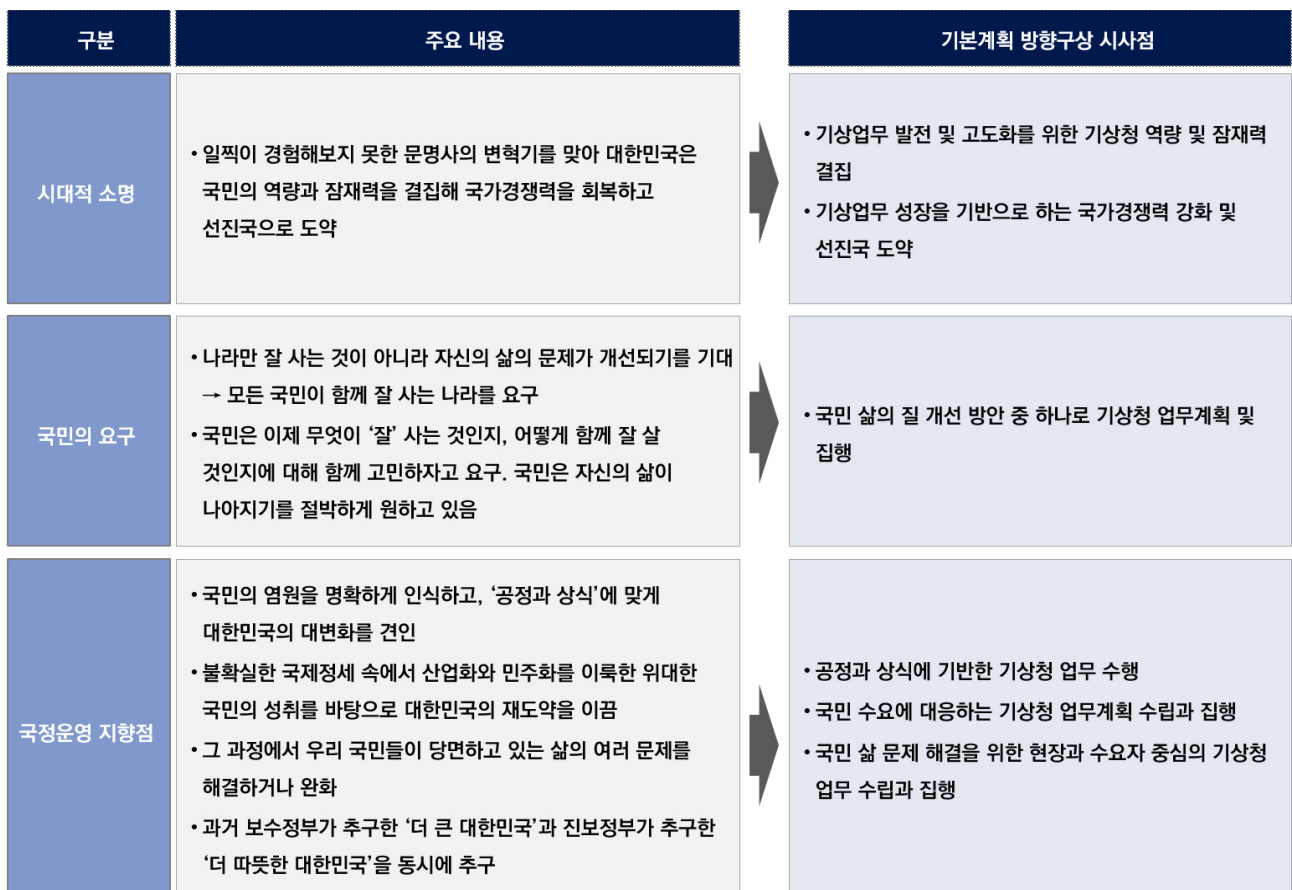 구분
주요 내용
기본계획 방향구상 시사점
시대적 소명
• 일찍이 경험해보지 못한 문명사의 변혁기를 맞아 대한민국은
국민의 역량과 잠재력을 결집해 국가경쟁력을 회복하고
선진국으로 도약
• 기상업무 발전 및 고도화를 위한 기상청 역량 및 잠재력
결집
• 기상업무 성장을 기반으로 하는 국가경쟁력 강화 및
선진국 도약
국민의 요구
• 나라만 잘 사는 것이 아니라 자신의 삶의 문제가 개선되기를 기대
→ 모든 국민이 함께 잘 사는 나라를 요구
• 국민은 이제 무엇이 ‘잘’ 사는 것인지, 어떻게 함께 잘 살
것인지에 대해 함께 고민하자고 요구. 국민은 자신의 삶이
나아지기를 절박하게 원하고 있음
• 국민 삶의 질 개선 방안 중 하나로 기상청 업무계획 및
집행
국정운영 지향점
• 국민의 염원을 명확하게 인식하고, ‘공정과 상식’에 맞게
대한민국의 대변화를 견인
• 불확실한 국제정세 속에서 산업화와 민주화를 이룩한 위대한
국민의 성취를 바탕으로 대한민국의 재도약을 이끔
• 그 과정에서 우리 국민들이 당면하고 있는 삶의 여러 문제를
해결하거나 완화
• 과거 보수정부가 추구한 ‘더 큰 대한민국’과 진보정부가 추구한
‘더 따뜻한 대한민국’을 동시에 추구
• 공정과 상식에 기반한 기상청 업무 수행
• 국민 수요에 대응하는 기상청 업무계획 수립과 집행
• 국민 삶 문제 해결을 위한 현장과 수요자 중심의 기상청
업무 수립과 집행